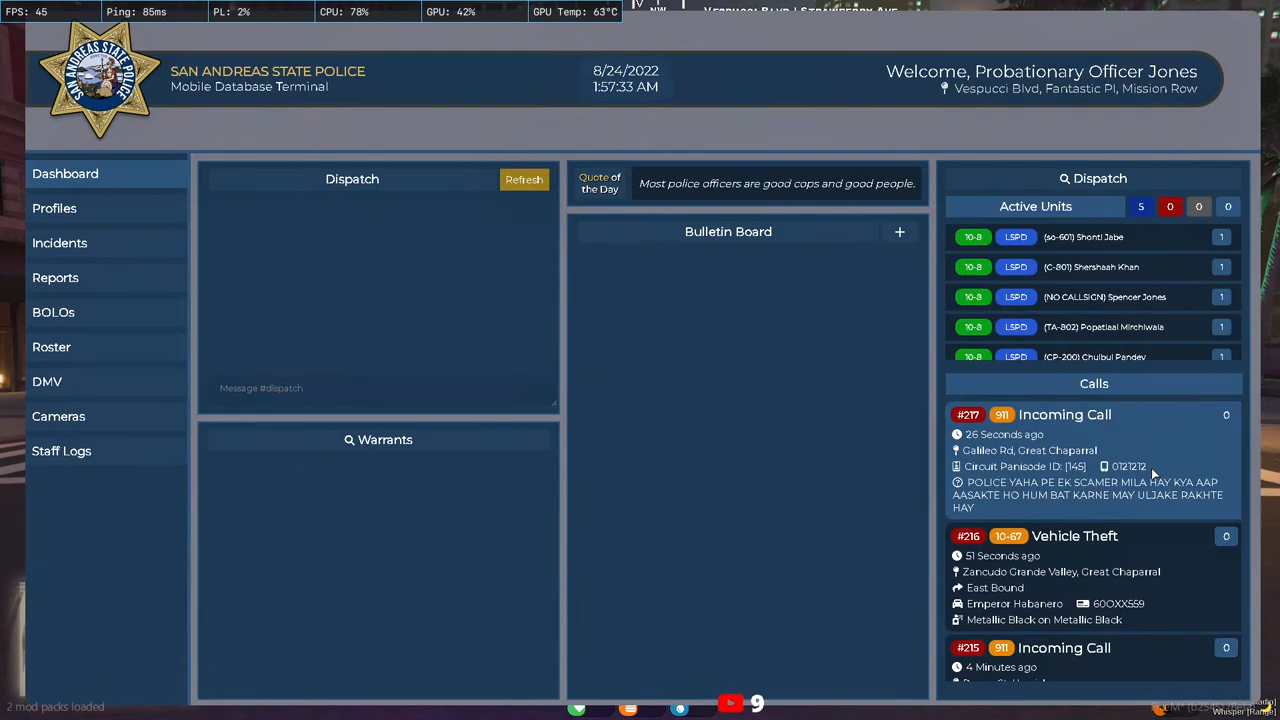 FPS: 45 Ping: 85ms PL: 2% CPU: 78% GPU: 42% GPU Temp: 63°C
NW Vespucci Blvd | Strawberry Ave
SAN ANDREAS STATE POLICE
Mobile Database Terminal
8/24/2022
1:57:33 AM
Welcome, Probationary Officer Jones
Vespucci Blvd, Fantastic Pl, Mission Row
Dashboard
Profiles
Incidents
Reports
BOLOs
Roster
DMV
Cameras
Staff Logs
Dispatch Refresh
Message #dispatch
Warrants
Quote of
the Day
Most police officers are good cops and good people.
Bulletin Board +
Dispatch
Active Units 5 0 0 0
10-8 LSPD (so-601) Shonti Jabe 1
10-8 LSPD (C-801) Shershaah Khan 1
10-8 LSPD (NO CALLSIGN) Spencer Jones 1
10-8 LSPD (TA-802) Popatlaal Mirchiwala 1
10-8 LSPD (CP-200) Chulbul Pandey 1
Calls
#217 911 Incoming Call 0
26 Seconds ago
Galileo Rd, Great Chaparral
Circuit Panisode ID: [145] 0121212
POLICE YAHA PE EK SCAMER MILA HAY KYA AAP
AASAKTE HO HUM BAT KARNE MAY ULJAKE RAKHTE
HAY
#216 10-67 Vehicle Theft 0
51 Seconds ago
Zancudo Grande Valley, Great Chaparral
East Bound
Emperor Habanero 60OXX559
Metallic Black on Metallic Black
#215 911 Incoming Call 0
4 Minutes ago
2 mod packs loaded
9
Whisper [Range]